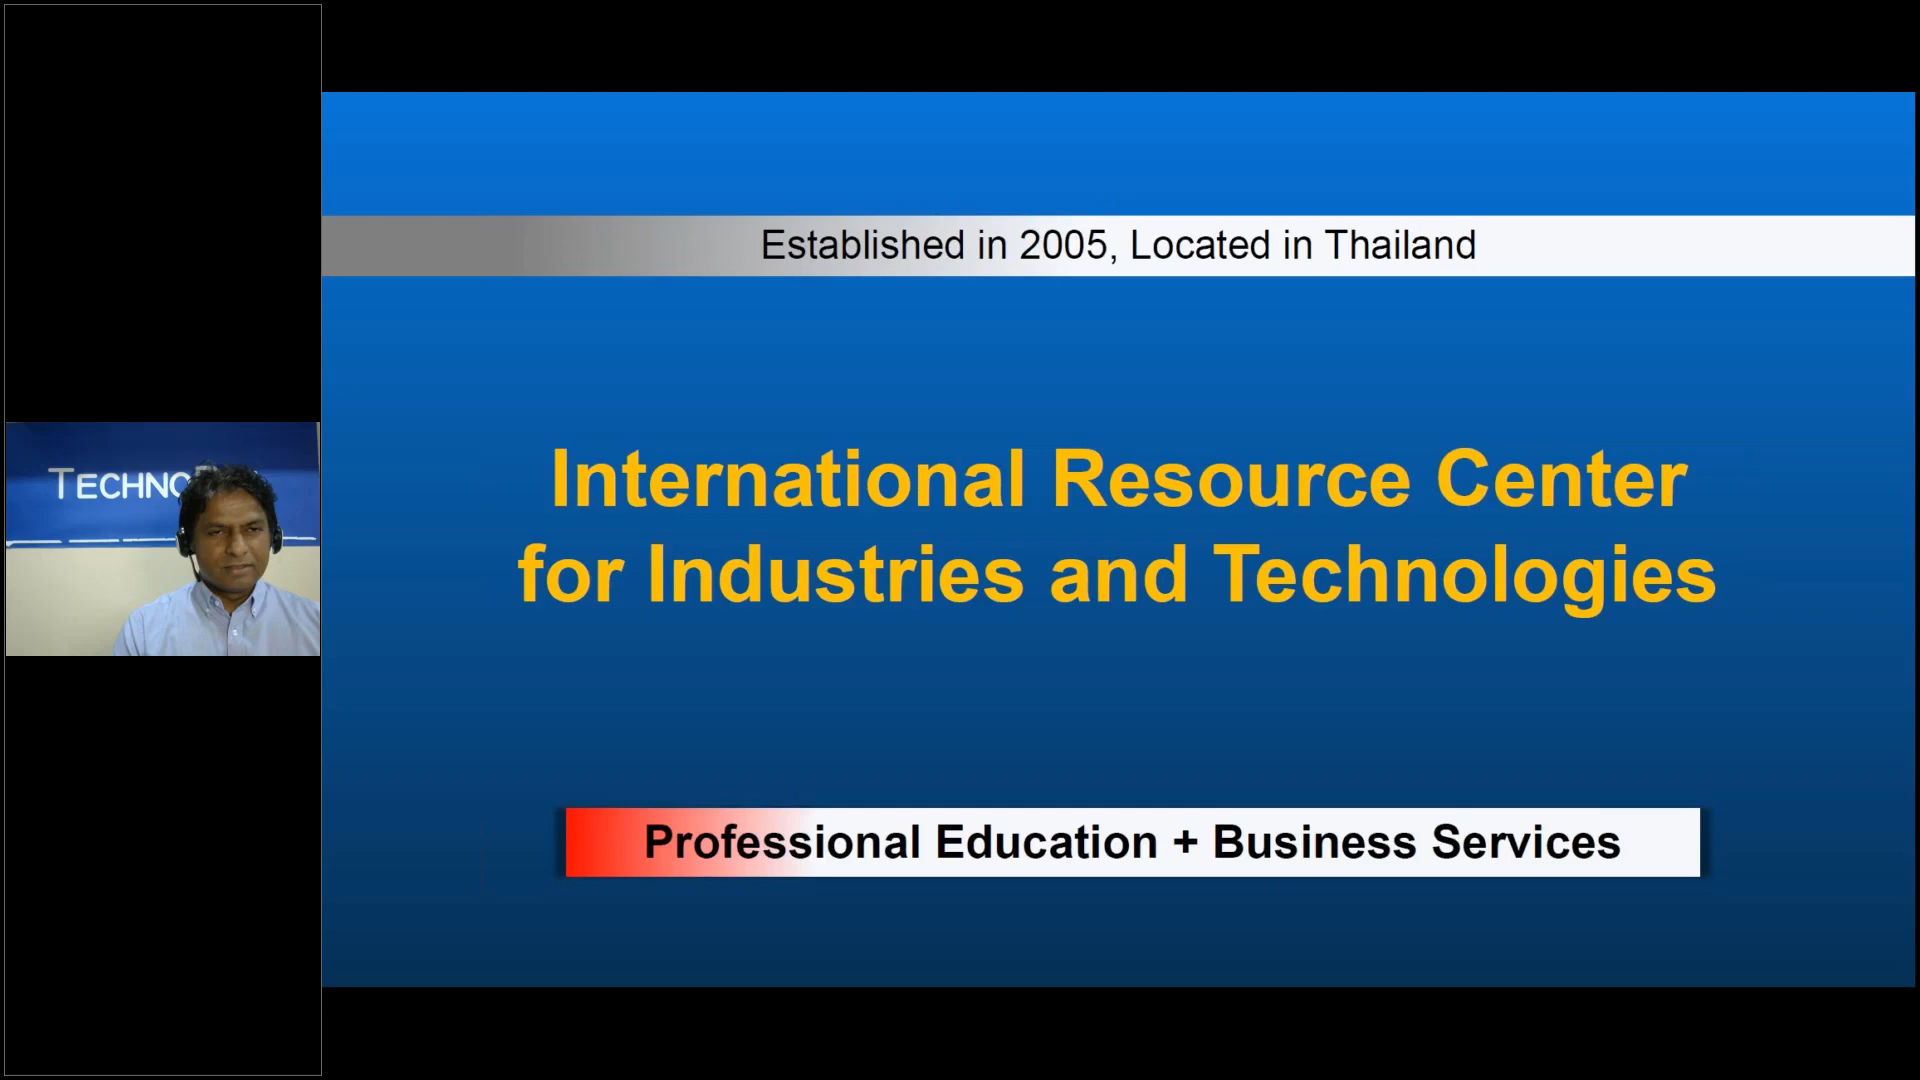 Established in 2005, Located in Thailand
International Resource Center
for Industries and Technologies
Professional Education + Business Services